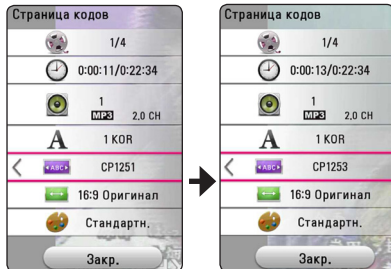 Страница кодов
1/4
0:00:11/0:22:34
1
MP3 2,0 CH
A 1 KOR
ABC CP1251
16:9 Оригинал
Стандартн.
Закр.
Страница кодов
1/4
0:00:13/0:22:34
1
MP3 2,0 CH
A 1 KOR
ABC CP1253
16:9 Оригинал
Стандартн.
Закр.